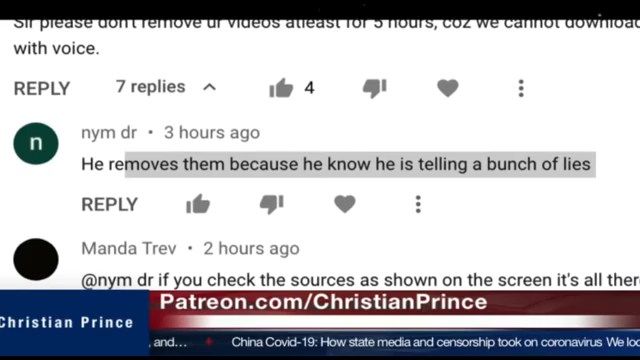 Sir please don't remove ur videos atleast for 5 hours, coz we cannot download
with voice.
REPLY 7 replies 4
n
nym dr • 3 hours ago
He removes them because he know he is telling a bunch of lies
REPLY
Manda Trev • 2 hours ago
@nym dr if you check the sources as shown on the screen it's all there
Patreon.com/ChristianPrince
Christian Prince
, and... China Covid-19: How state media and censorship took on coronavirus We loo